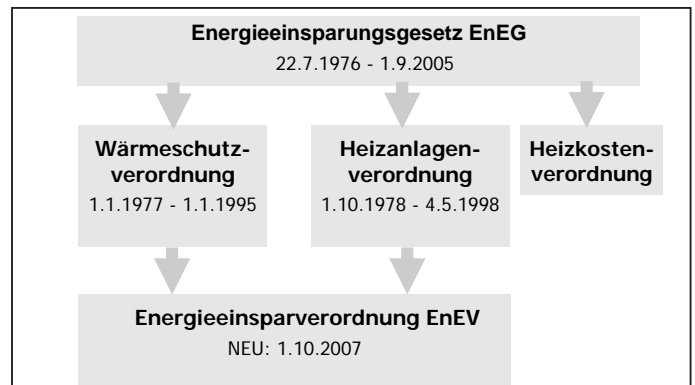 Energieeinsparungsgesetz EnEG
22.7.1976 - 1.9.2005
Wärmeschutz-
verordnung
1.1.1977 - 1.1.1995
Heizanlagen-
verordnung
1.10.1978 - 4.5.1998
Heizkosten-
verordnung
Energieeinsparverordnung EnEV
NEU: 1.10.2007